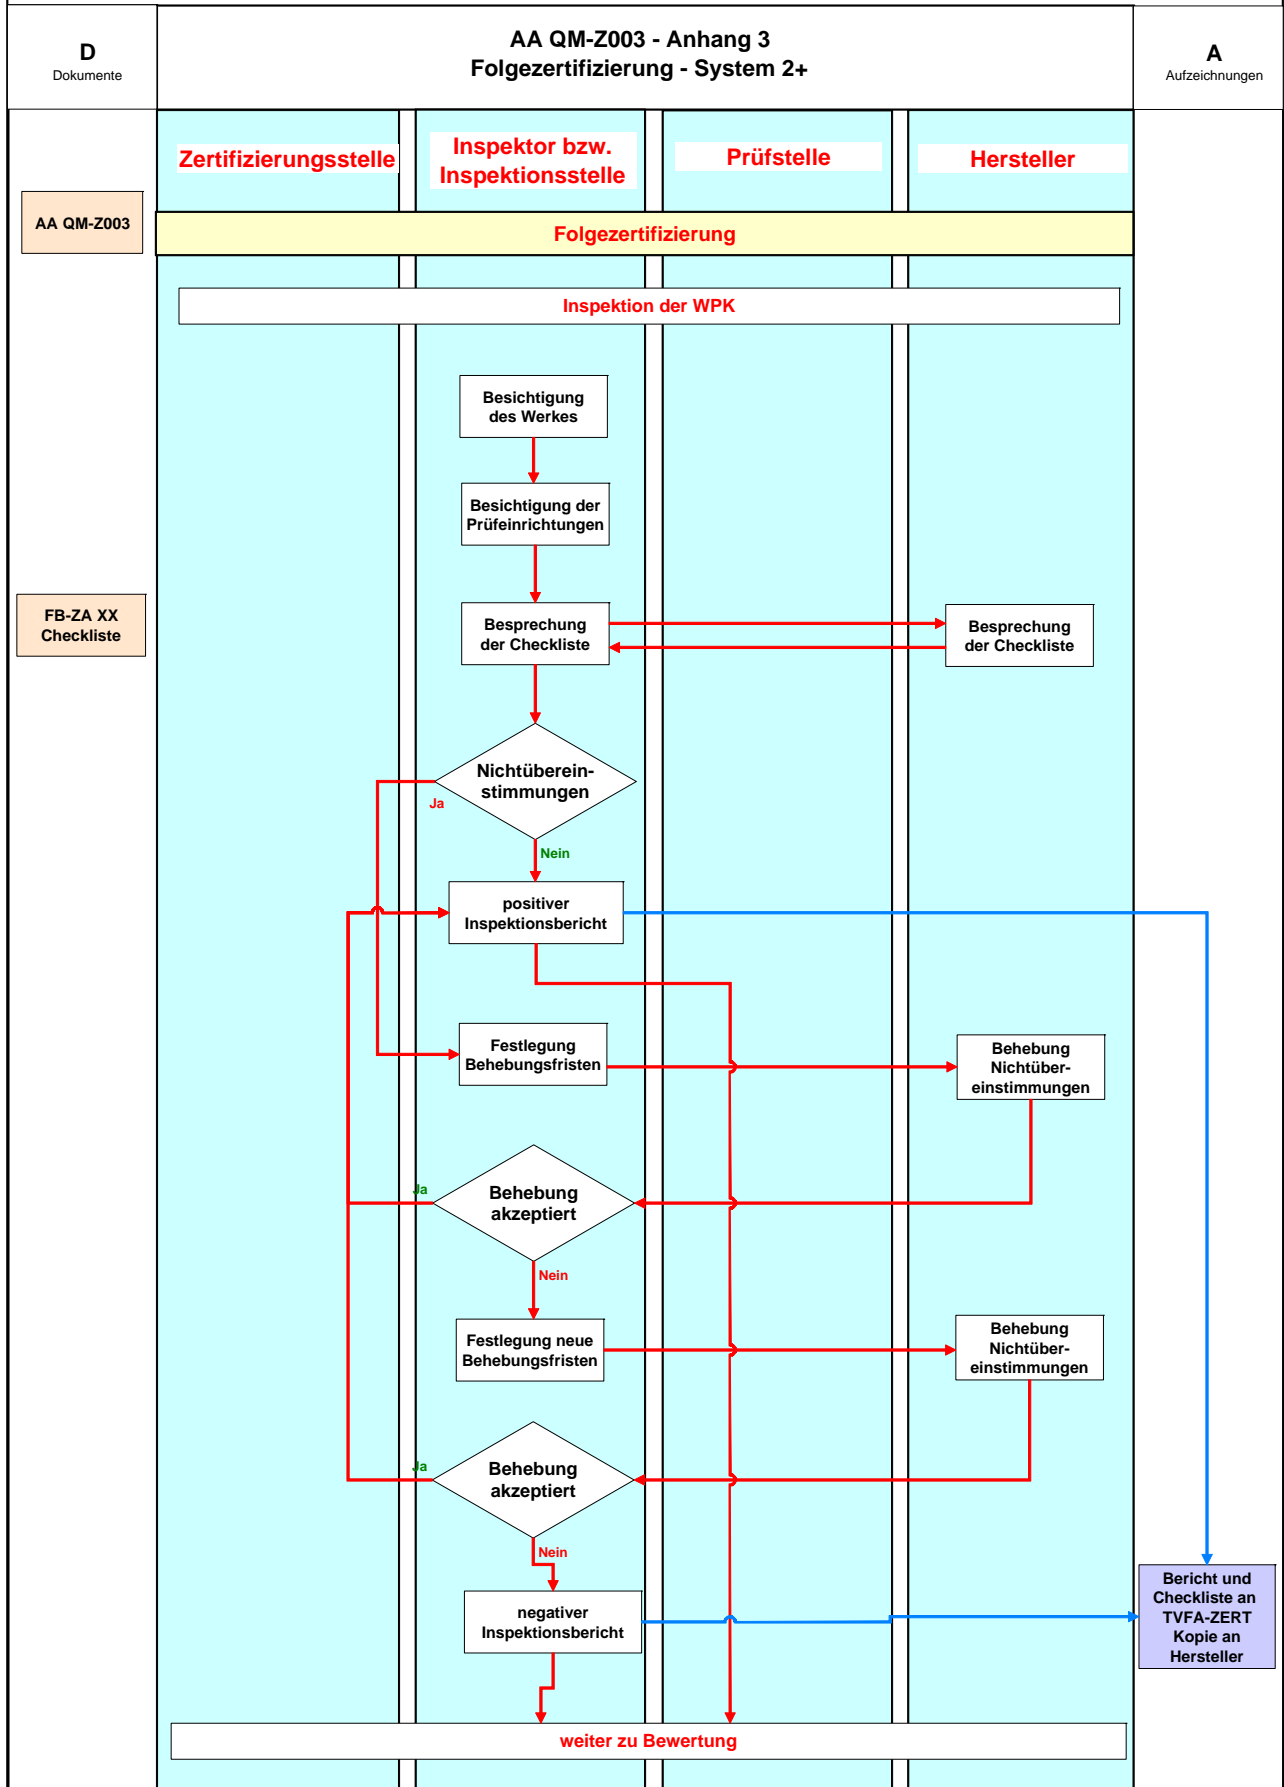 D
Dokumente
AA QM-Z003 - Anhang 3
Folgezertifizierung - System 2+
A
Aufzeichnungen
Zertifizierungsstelle
Inspektor bzw.
Inspektionsstelle
Prüfstelle
Hersteller
AA QM-Z003
Folgezertifizierung
Inspektion der WPK
Besichtigung
des Werkes
Besichtigung der
Prüfeinrichtungen
FB-ZA XX
Checkliste
Besprechung
der Checkliste
Besprechung
der Checkliste
Nichtüberein-
stimmungen
Ja
Nein
positiver
Inspektionsbericht
Festlegung
Behebungsfristen
Behebung
Nichtüber-
einstimmungen
Ja
Behebung
akzeptiert
Nein
Festlegung neue
Behebungsfristen
Behebung
Nichtüber-
einstimmungen
Ja
Behebung
akzeptiert
Nein
negativer
Inspektionsbericht
Bericht und
Checkliste an
TVFA-ZERT
Kopie an
Hersteller
weiter zu Bewertung